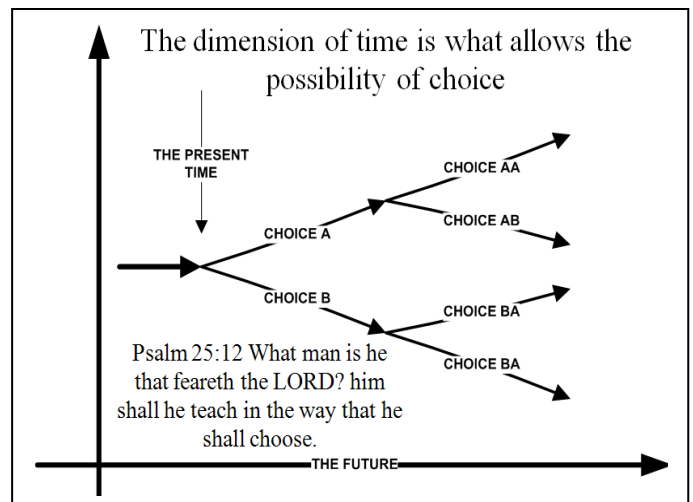 The dimension of time is what allows the
possibility of choice
THE PRESENT
TIME
CHOICE AA
CHOICE AB
CHOICE A
CHOICE B
CHOICE BA
CHOICE BA
Psalm 25:12 What man is he
that feareth the LORD? him
shall he teach in the way that he
shall choose.
THE FUTURE